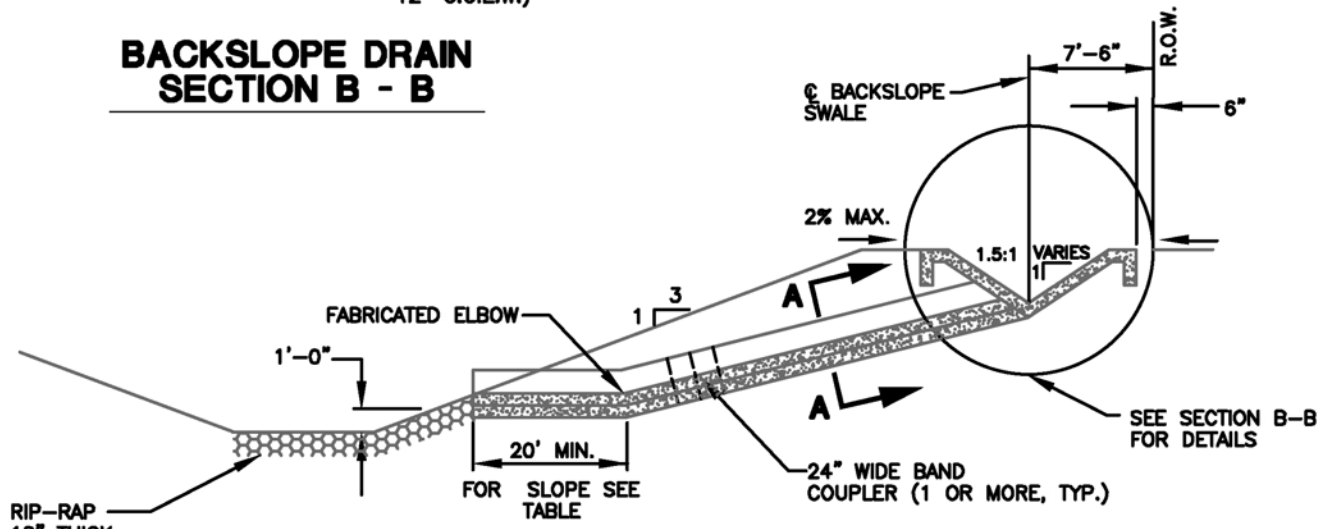 BACKSLOPE DRAIN
SECTION B - B
7'-6"
R.O.W.
℄ BACKSLOPE
SWALE
6"
2% MAX.
1.5:1
VARIES
1
A
3
1
FABRICATED ELBOW
1'-0"
A
SEE SECTION B-B
FOR DETAILS
20' MIN.
24" WIDE BAND
COUPLER (1 OR MORE, TYP.)
FOR SLOPE SEE
TABLE
RIP-RAP